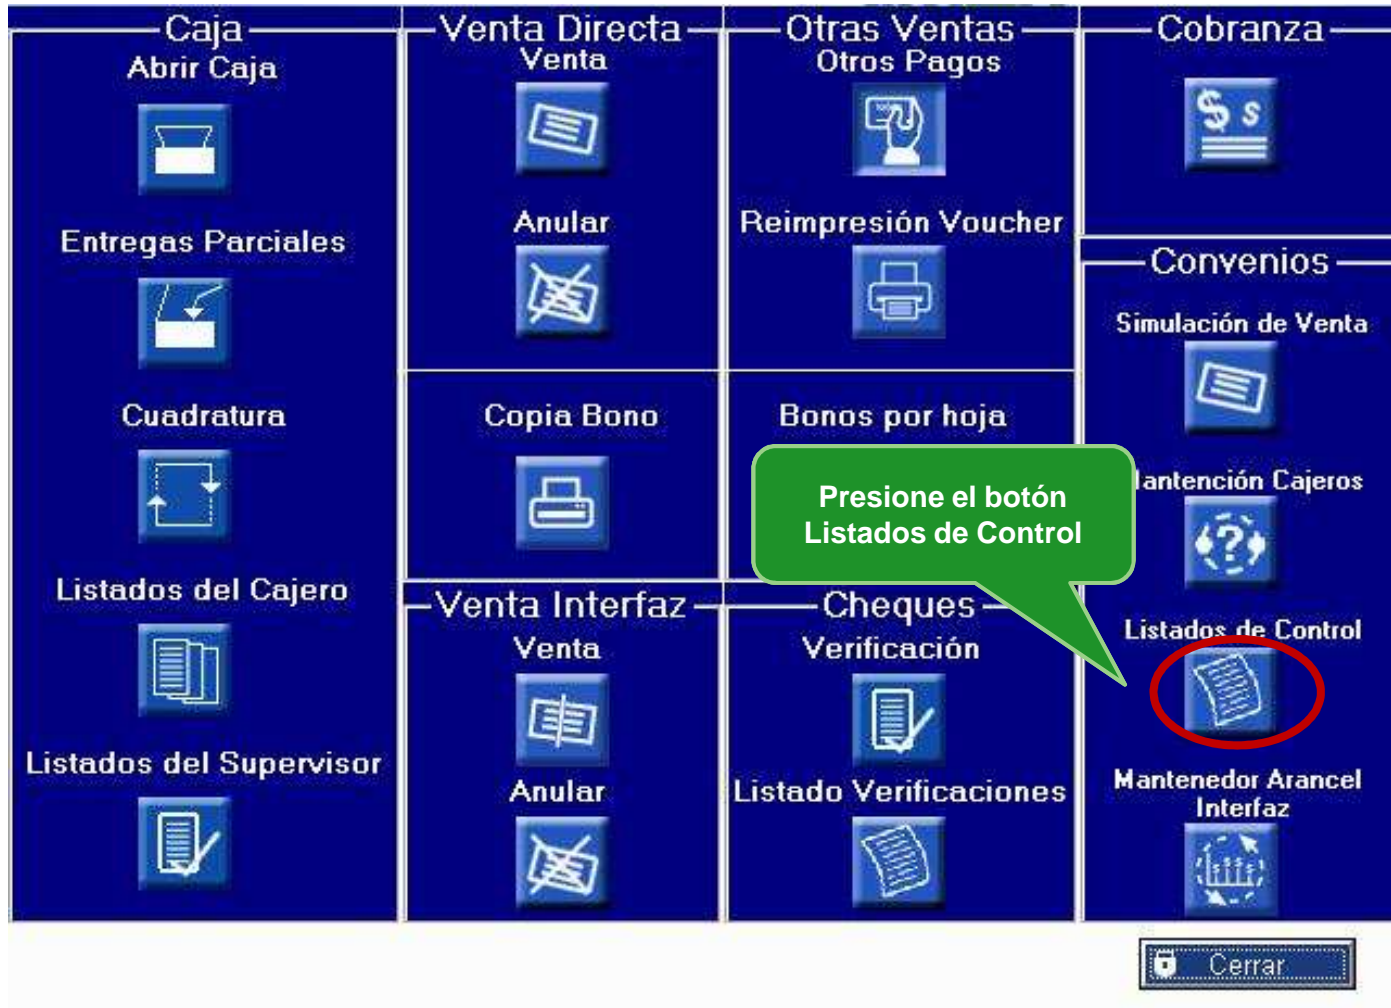 Caja
Abrir Caja
Entregas Parciales
Cuadratura
Listados del Cajero
Listados del Supervisor
Venta Directa
Venta
Anular
Copia Bono
Venta Interfaz
Venta
Anular
Otras Ventas
Otros Pagos
Reimpresión Voucher
Bonos por hoja
Presione el botón
Listados de Control
Cheques
Verificación
Listado Verificaciones
Cobranza
$ s
Convenios
Simulación de Venta
antención Cajeros
?
Listados de Control
Mantenedor Arancel
Interfaz
Cerrar